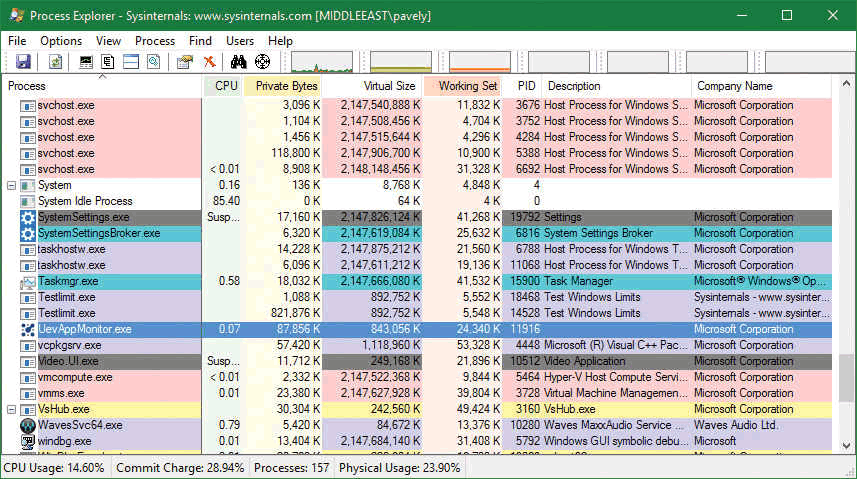 Process Explorer - Sysinternals: www.sysinternals.com [MIDDLEEAST\pavely]
File Options View Process Find Users Help
Process CPU Private Bytes Virtual Size Working Set PID Description Company Name
svchost.exe 3,096 K 2,147,540,888 K 11,832 K 3676 Host Process for Windows S... Microsoft Corporation
svchost.exe 1,104 K 2,147,508,456 K 4,704 K 3752 Host Process for Windows S... Microsoft Corporation
svchost.exe 1,456 K 2,147,515,644 K 4,296 K 4284 Host Process for Windows S... Microsoft Corporation
svchost.exe 118,800 K 2,147,906,700 K 10,900 K 5388 Host Process for Windows S... Microsoft Corporation
svchost.exe < 0.01 8,908 K 2,148,148,456 K 31,328 K 6692 Host Process for Windows S... Microsoft Corporation
System 0.16 136 K 8,768 K 4,848 K 4
System Idle Process 85.40 0 K 64 K 4 K 0
SystemSettings.exe Susp... 17,160 K 2,147,826,124 K 41,268 K 19792 Settings Microsoft Corporation
SystemSettingsBroker.exe 6,320 K 2,147,619,084 K 25,632 K 6816 System Settings Broker Microsoft Corporation
taskhostw.exe 14,228 K 2,147,875,212 K 21,560 K 6788 Host Process for Windows T... Microsoft Corporation
taskhostw.exe 6,096 K 2,147,611,212 K 19,136 K 11068 Host Process for Windows T... Microsoft Corporation
Taskmgr.exe 0.58 18,032 K 2,147,666,080 K 41,532 K 15900 Task Manager Microsoft® Windows® Op...
Testlimit.exe 1,088 K 892,752 K 5,552 K 18468 Test Windows Limits Sysinternals - www.sysinter...
Testlimit.exe 821,876 K 892,752 K 5,548 K 14528 Test Windows Limits Sysinternals - www.sysinter...
UevAppMonitor.exe 0.07 87,856 K 843,056 K 24,340 K 11916 Microsoft Corporation
vcpkgsrv.exe 57,420 K 1,118,960 K 53,328 K 4448 Microsoft (R) Visual C++ Pac... Microsoft Corporation
Video.UI.exe Susp... 11,712 K 249,168 K 21,896 K 10512 Video Application Microsoft Corporation
vmcompute.exe < 0.01 2,332 K 2,147,522,368 K 9,844 K 5464 Hyper-V Host Compute Servi... Microsoft Corporation
vmms.exe 0.01 23,380 K 2,147,627,928 K 39,804 K 3728 Virtual Machine Managemen... Microsoft Corporation
VsHub.exe 30,304 K 242,560 K 49,424 K 3160 VsHub.exe Microsoft Corporation
WavesSvc64.exe 0.79 5,420 K 84,672 K 13,376 K 10280 Waves MaxxAudio Service ... Waves Audio Ltd.
windbg.exe 0.01 13,404 K 2,147,684,140 K 31,408 K 5792 Windows GUI symbolic debu... Microsoft
CPU Usage: 14.60% Commit Charge: 28.94% Processes: 157 Physical Usage: 23.90%